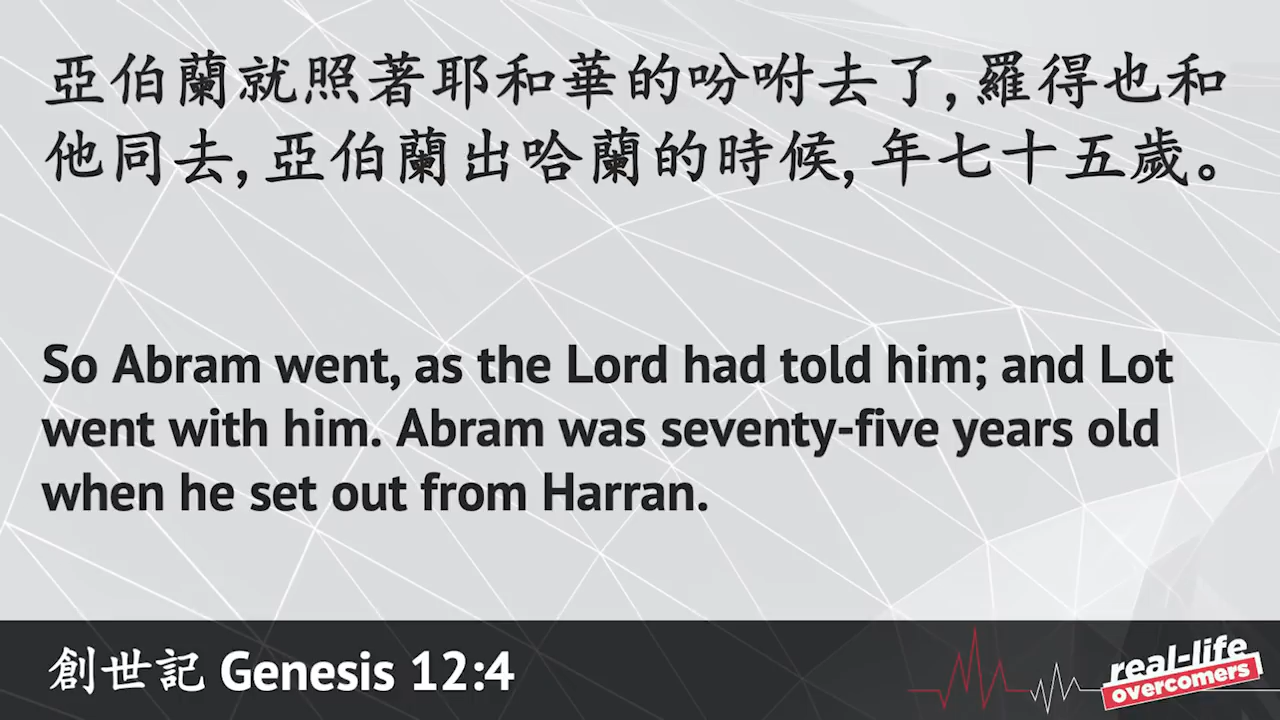 亞伯蘭就照著耶和華的吩咐去了,羅得也和
他同去,亞伯蘭出哈蘭的時候,年七十五歲。
So Abram went, as the Lord had told him; and Lot
went with him. Abram was seventy-five years old
when he set out from Harran.
創世記 Genesis 12:4
real-life
overcomers